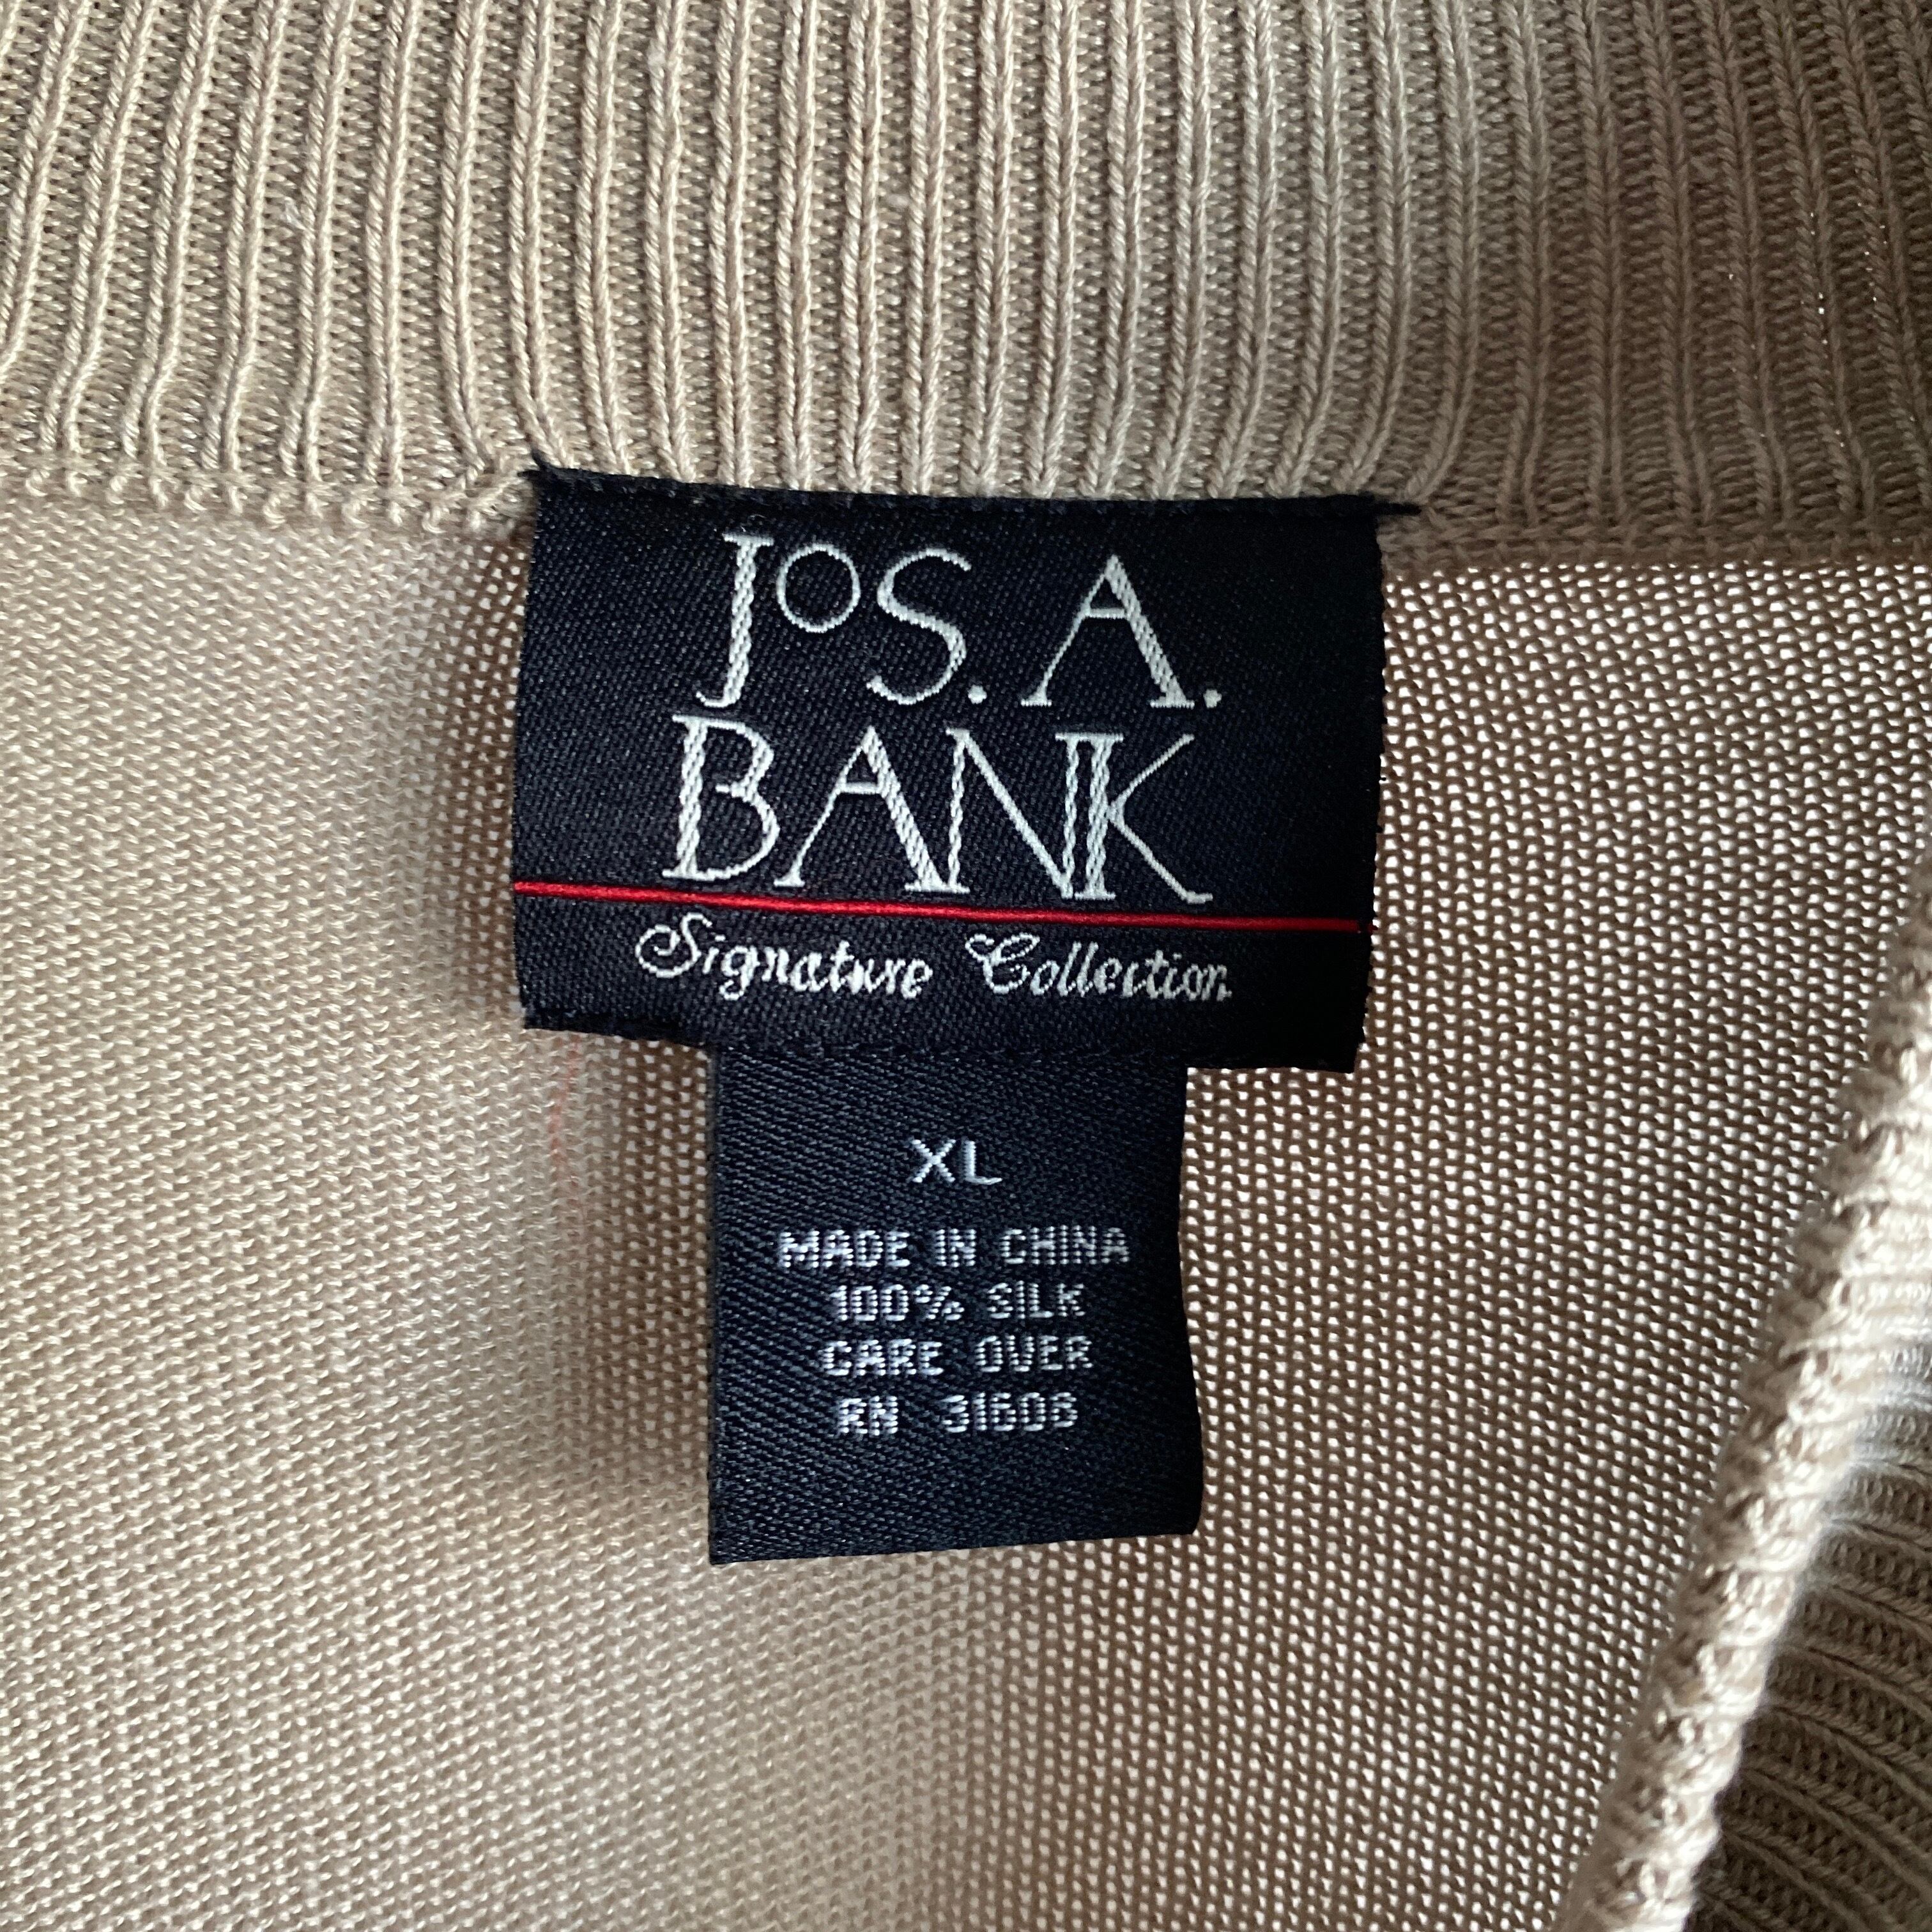 JOS. A.
BANK
Signature Collection
XL
MADE IN CHINA
100% SILK
CARE OVER
RN 31606